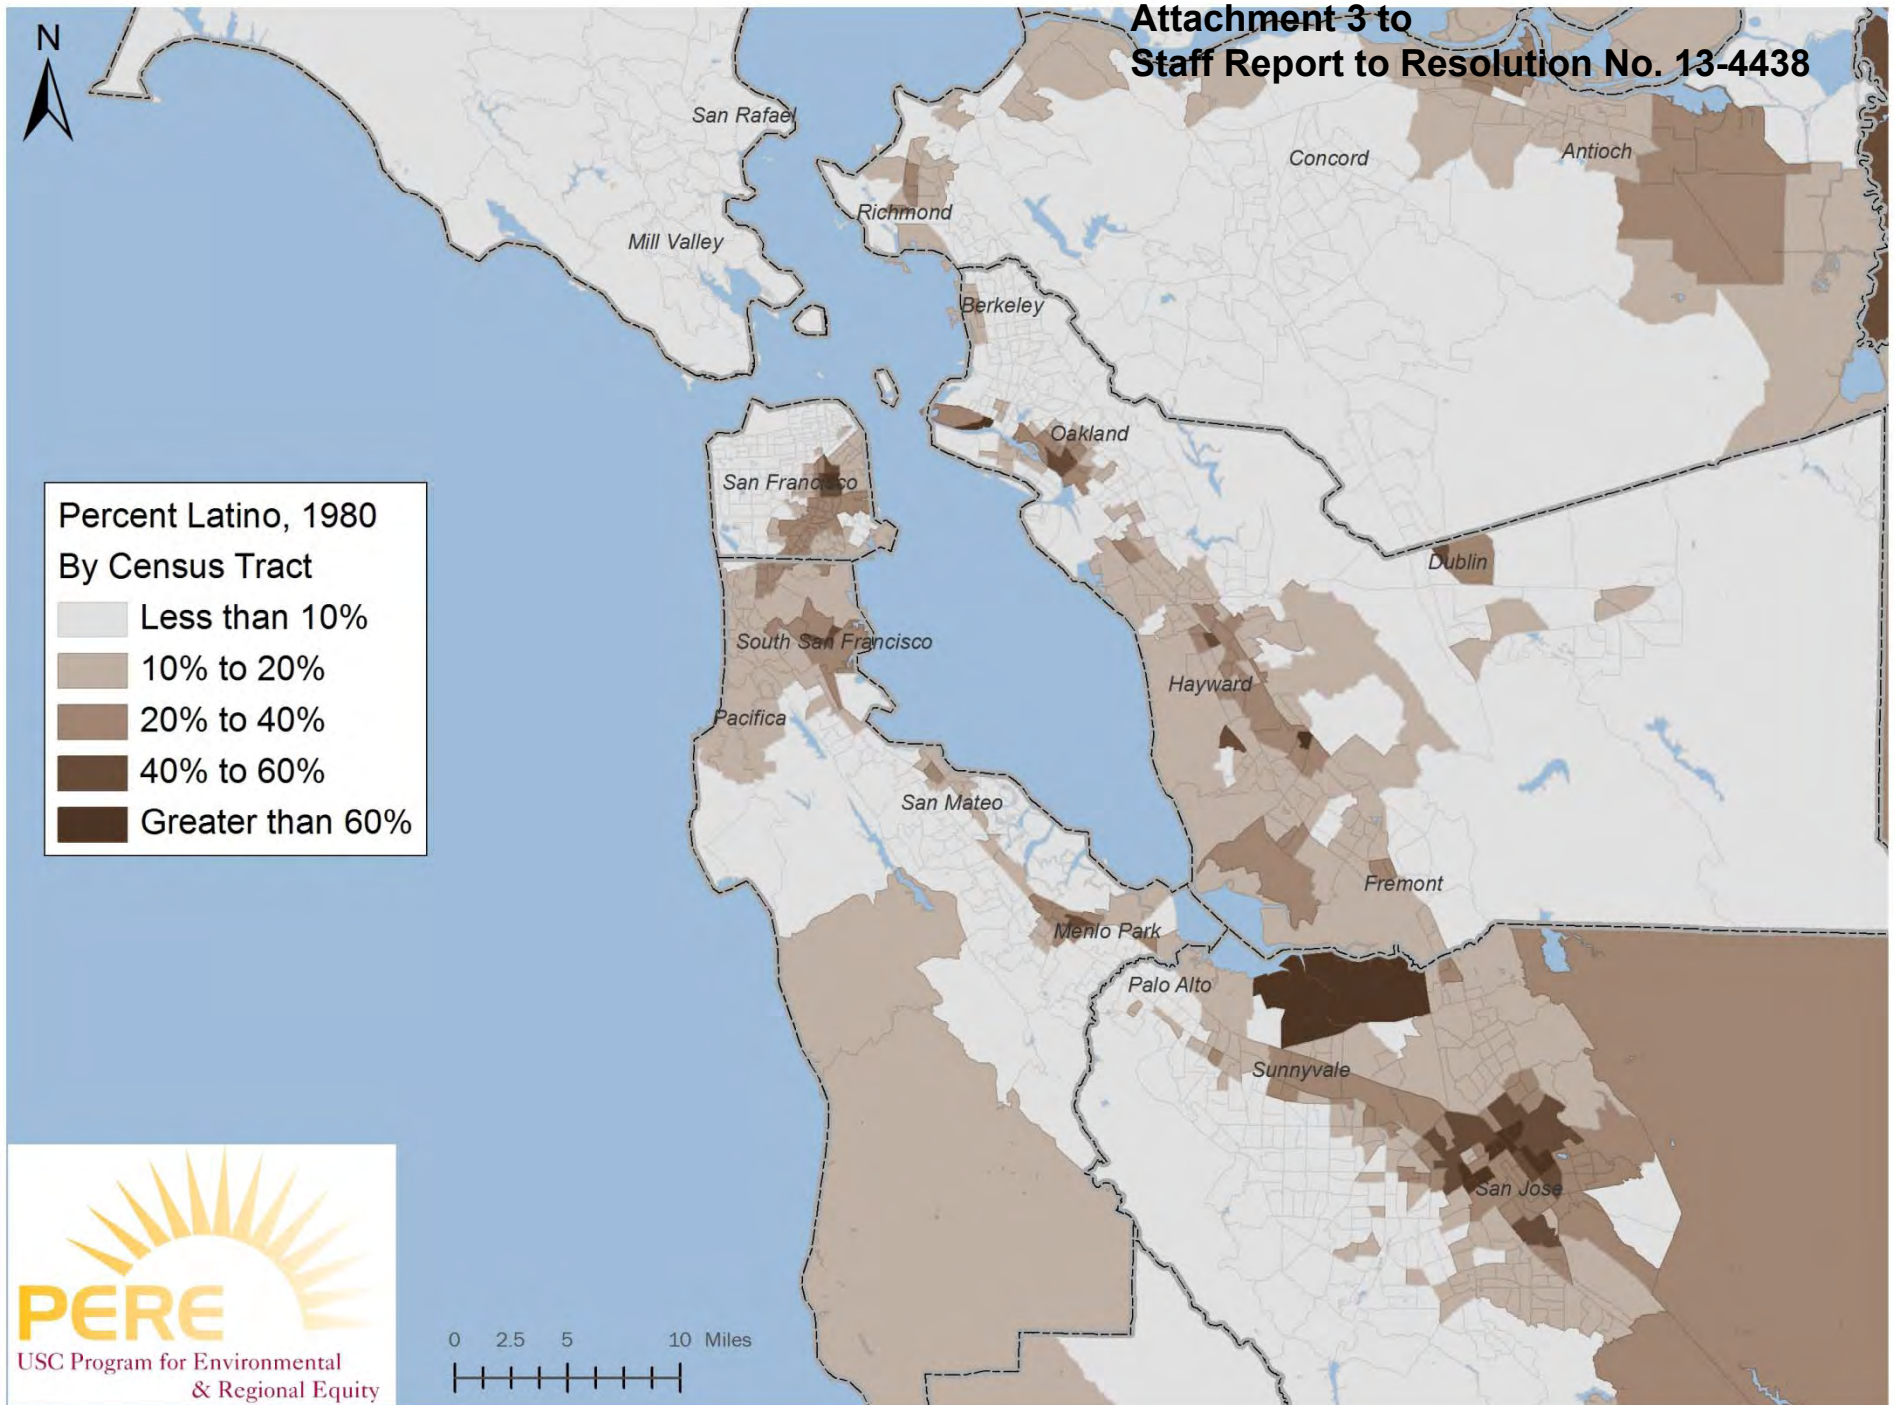 Attachment 3 to
Staff Report to Resolution No. 13-4438
N
San Rafael
Concord
Antioch
Richmond
Mill Valley
Berkeley
Oakland
San Francisco
Dublin
South San Francisco
Hayward
Pacifica
San Mateo
Fremont
Menlo Park
Palo Alto
Sunnyvale
San Jose
Percent Latino, 1980
By Census Tract
Less than 10%
10% to 20%
20% to 40%
40% to 60%
Greater than 60%
PERE
USC Program for Environmental
& Regional Equity
0 2.5 5 10 Miles